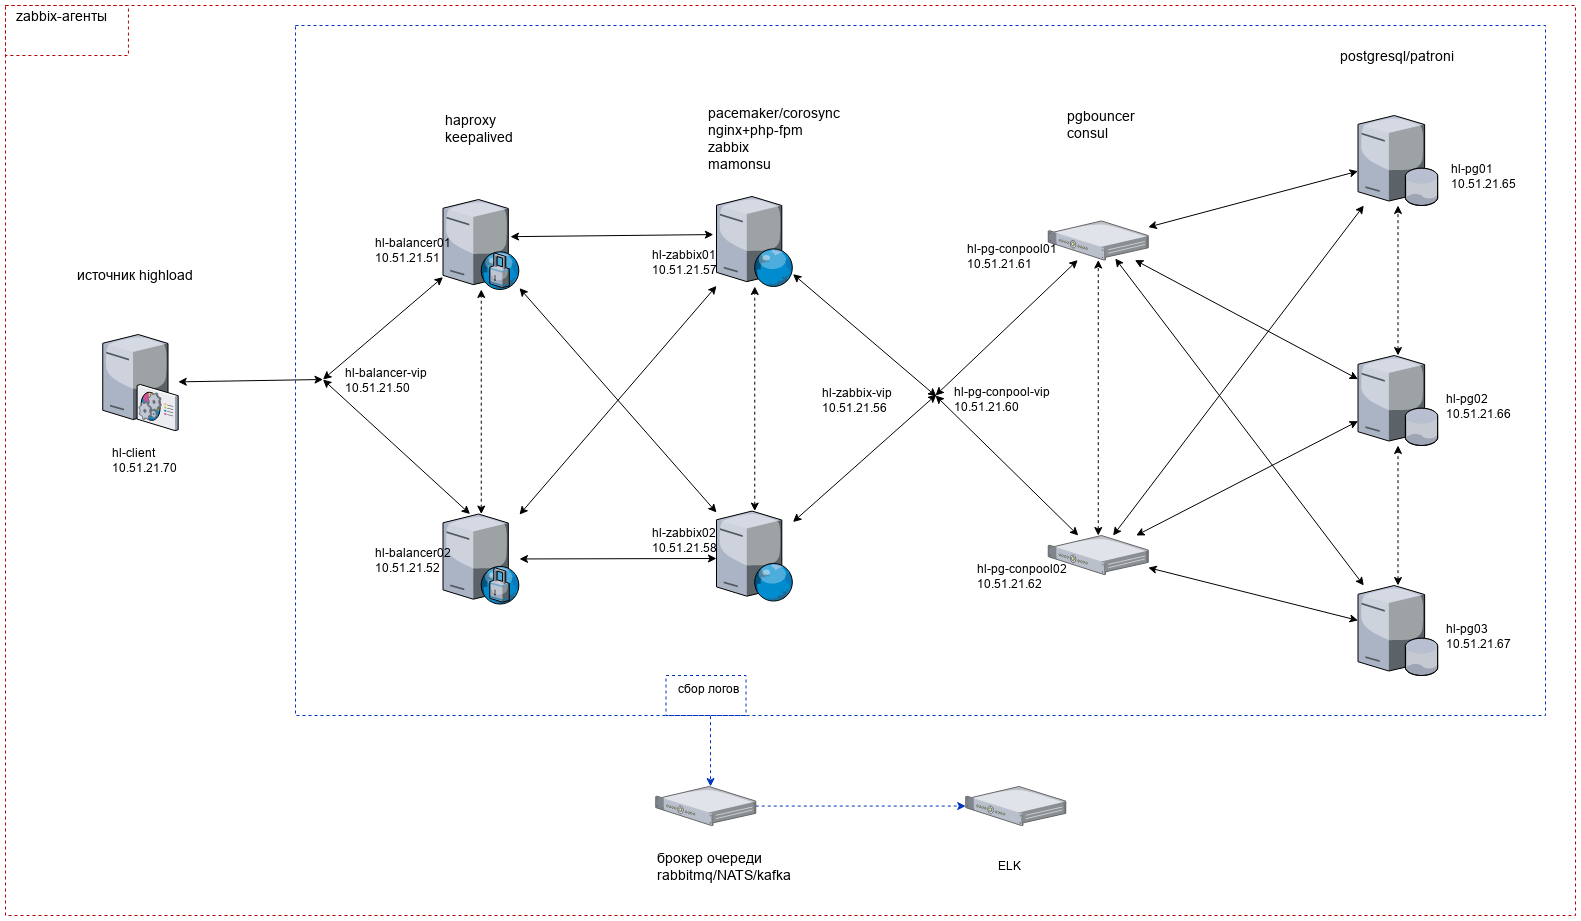 zabbix-агенты
postgresql/patroni
haproxy
keepalived
pacemaker/corosync
nginx+php-fpm
zabbix
mamonsu
pgbouncer
consul
hl-pg01
10.51.21.65
hl-balancer01
10.51.21.51
hl-zabbix01
10.51.21.57
hl-pg-conpool01
10.51.21.61
источник highload
hl-balancer-vip
10.51.21.50
hl-zabbix-vip
10.51.21.56
hl-pg-conpool-vip
10.51.21.60
hl-pg02
10.51.21.66
hl-client
10.51.21.70
hl-balancer02
10.51.21.52
hl-zabbix02
10.51.21.58
hl-pg-conpool02
10.51.21.62
hl-pg03
10.51.21.67
сбор логов
брокер очереди
rabbitmq/NATS/kafka
ELK